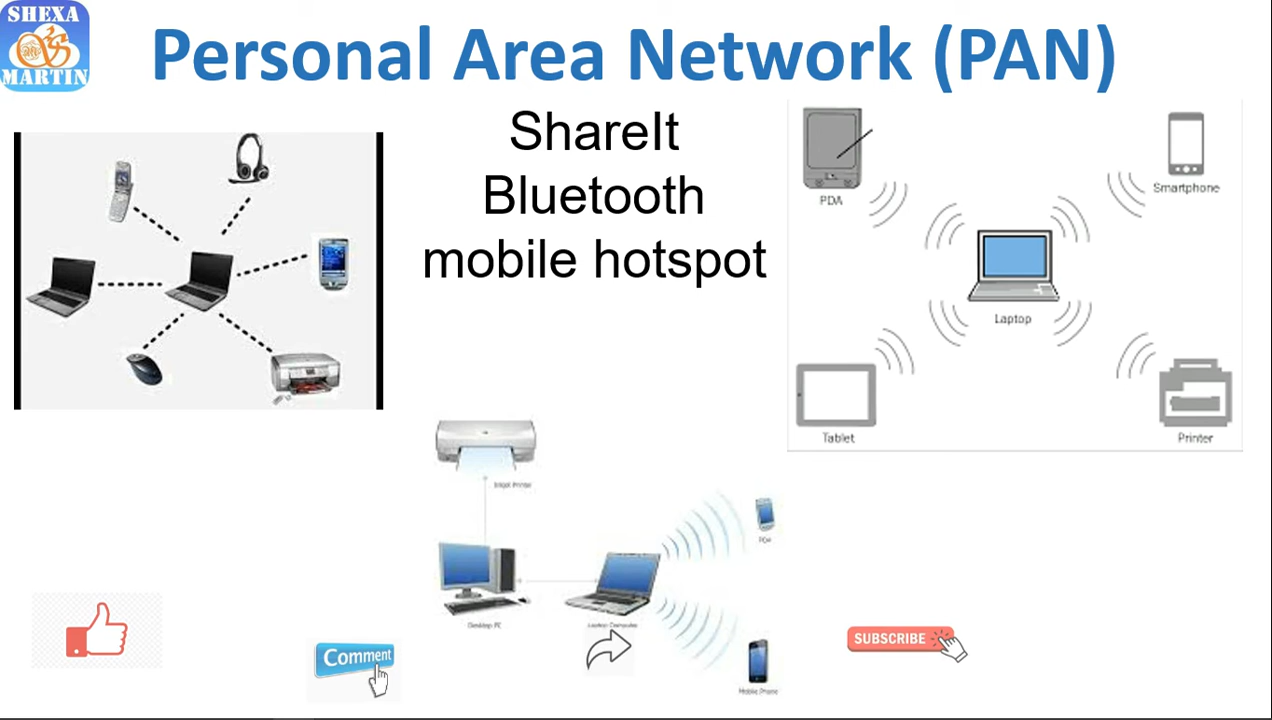 SHEXA
MARTIN
Personal Area Network (PAN)
ShareIt
Bluetooth
mobile hotspot
PDA
Smartphone
Laptop
Tablet
Printer
Inkjet Printer
PDA
Desktop PC
Laptop Computer
Mobile Phone
Comment
SUBSCRIBE